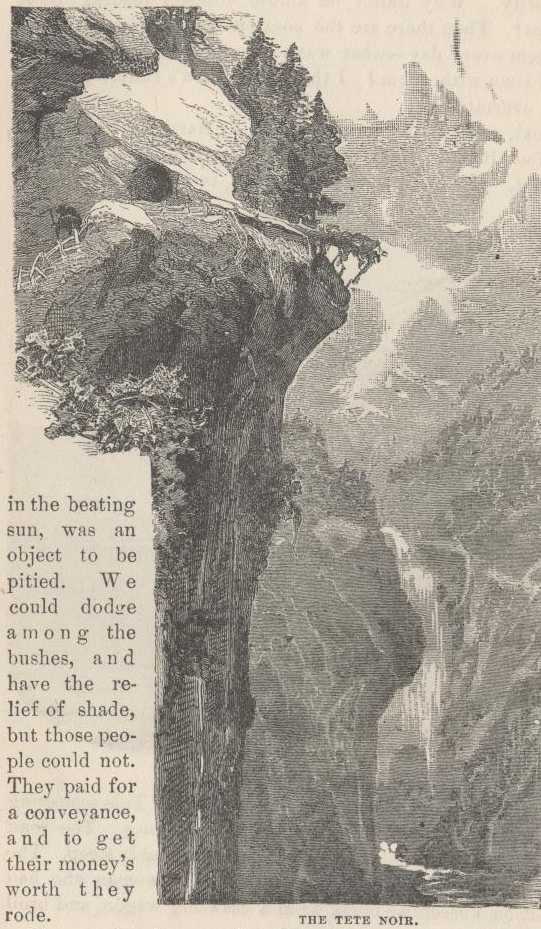 in the beating
sun, was an
object to be
pitied. We
could dodge
among the
bushes, and
have the re-
lief of shade,
but those peo-
ple could not.
They paid for
a conveyance,
and to get
their money's
worth they
rode.
THE TETE NOIR.